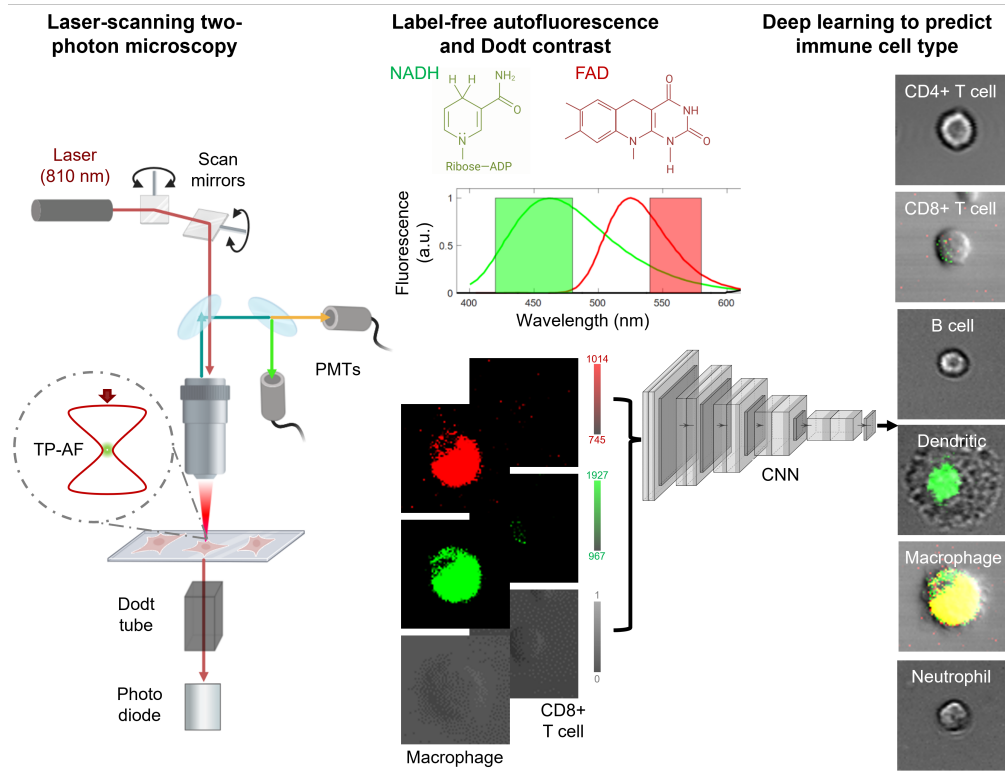 Laser-scanning two-
photon microscopy
Laser
(810 nm)
Scan
mirrors
PMTs
TP-AF
Dodt
tube
Photo
diode
Label-free autofluorescence
and Dodt contrast
NADH
H H
NH₂
O
N
Ribose—ADP
FAD
O
NH
N
N
N
O
H
Fluorescence
(a.u.)
1
0.5
0
400
450
500
550
600
Wavelength (nm)
1014
745
1927
967
1
0
CD8+
T cell
Macrophage
CNN
Deep learning to predict
immune cell type
CD4+ T cell
CD8+ T cell
B cell
Dendritic
Macrophage
Neutrophil